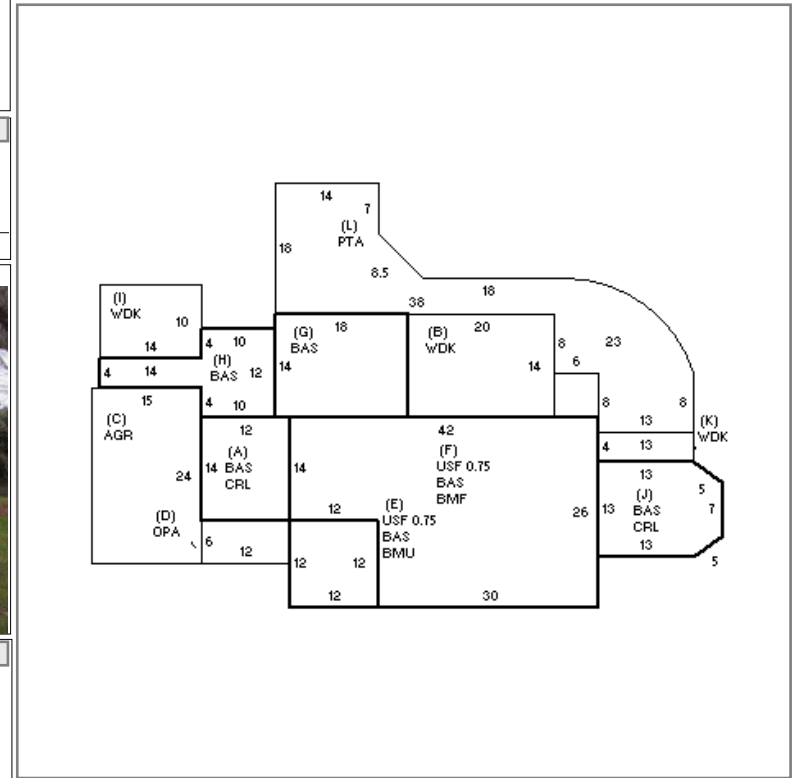 14
7
(L)
PTA
18
8.5
18
38
(I)
WDK
10
14
4 10
(H)
BAS
12
4 14
4
10
(G)
BAS
18
14
(B)
WDK
20
14
8
6
23
8
8
13
4 13
(K)
WDK
15
(C)
AGR
24
(D)
OPA
6
12
12
(A)
BAS
CRL
14
14
12
42
(F)
USF 0.75
BAS
BMF
26
(E)
USF 0.75
BAS
BMU
12
12
12
30
13
13
(J)
BAS
CRL
13
5
7
5